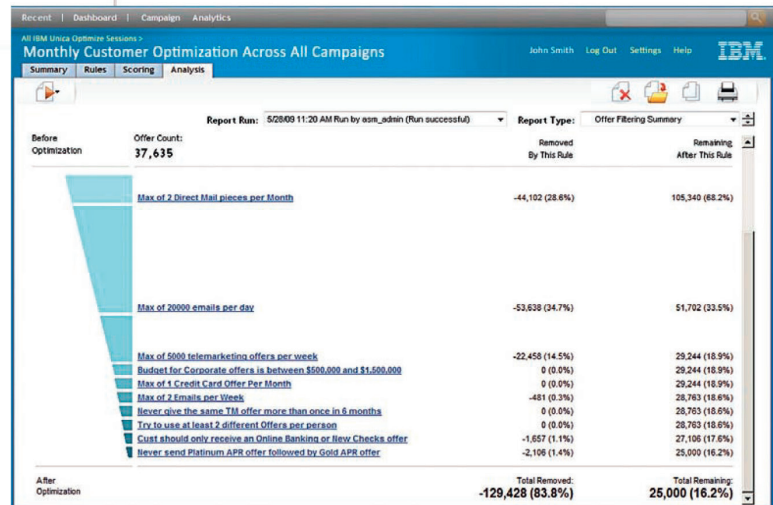 Recent | Dashboard | Campaign Analytics
All IBM Unica Optimize Sessions >
Monthly Customer Optimization Across All Campaigns
John Smith Log Out Settings Help IBM.
Summary Rules Scoring Analysis
Report Run: 5/28/09 11:20 AM Run by asm_admin (Run successful) Report Type: Offer Filtering Summary
Before Optimization
Offer Count:
37,635
Removed By This Rule
Remaining After This Rule
Max of 2 Direct Mail pieces per Month -44,102 (28.6%) 105,340 (68.2%)
Max of 20000 emails per day -53,638 (34.7%) 51,702 (33.5%)
Max of 5000 telemarketing offers per week -22,458 (14.5%) 29,244 (18.9%)
Budget for Corporate offers is between $500,000 and $1,500,000 0 (0.0%) 29,244 (18.9%)
Max of 1 Credit Card Offer Per Month 0 (0.0%) 29,244 (18.9%)
Max of 2 Emails per Week -481 (0.3%) 28,763 (18.6%)
Never give the same TM offer more than once in 6 months 0 (0.0%) 28,763 (18.6%)
Try to use at least 2 different Offers per person 0 (0.0%) 28,763 (18.6%)
Cust should only receive an Online Banking or New Checks offer -1,657 (1.1%) 27,106 (17.6%)
Never send Platinum APR offer followed by Gold APR offer -2,106 (1.4%) 25,000 (16.2%)
After Optimization
Total Removed:
-129,428 (83.8%)
Total Remaining:
25,000 (16.2%)